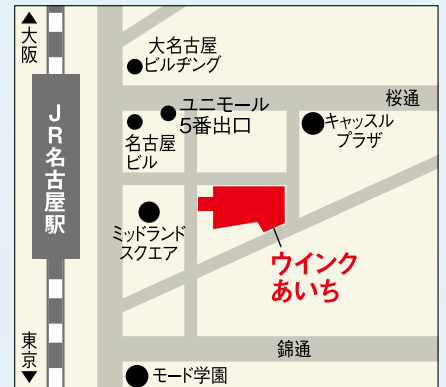 ▲
大阪
大名古屋
ビルヂング
桜通
ユニモール
5番出口
キャッスル
プラザ
名古屋
ビル
JR名古屋駅
ミッドランド
スクエア
ウインク
あいち
錦通
東京
▼
モード学園